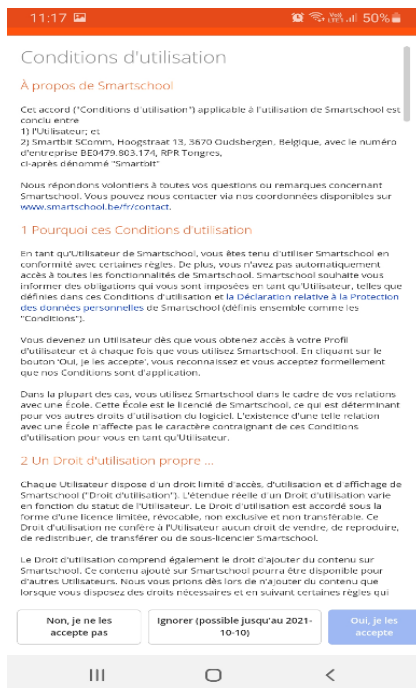 11:17 50%
Conditions d'utilisation
À propos de Smartschool
Cet accord ("Conditions d'utilisation") applicable à l'utilisation de Smartschool est
conclu entre
1) l'Utilisateur; et
2) Smartbit SComm, Hoogstraat 13, 3670 Oudsbergen, Belgique, avec le numéro
d'entreprise BE0479.803.174, RPR Tongres,
ci-après dénommé "Smartbit"
Nous répondons volontiers à toutes vos questions ou remarques concernant
Smartschool. Vous pouvez nous contacter via nos coordonnées disponibles sur
www.smartschool.be/fr/contact.
1 Pourquoi ces Conditions d'utilisation
En tant qu'Utilisateur de Smartschool, vous êtes tenu d'utiliser Smartschool en
conformité avec certaines règles. De plus, vous n'avez pas automatiquement
accès à toutes les fonctionnalités de Smartschool. Smartschool souhaite vous
informer des obligations qui vous sont imposées en tant qu'Utilisateur, telles que
définies dans ces Conditions d'utilisation et la Déclaration relative à la Protection
des données personnelles de Smartschool (définis ensemble comme les
"Conditions").
Vous devenez un Utilisateur dès que vous obtenez accès à votre Profil
d'utilisateur et à chaque fois que vous utilisez Smartschool. En cliquant sur le
bouton 'Oui, je les accepte', vous reconnaissez et vous acceptez formellement
que nos Conditions sont d'application.
Dans la plupart des cas, vous utilisez Smartschool dans le cadre de vos relations
avec une École. Cette École est le licencié de Smartschool, ce qui est déterminant
pour vos autres droits d'utilisation du logiciel. L'existence d'une telle relation
avec une École n'affecte pas le caractère contraignant de ces Conditions
d'utilisation pour vous en tant qu'Utilisateur.
2 Un Droit d'utilisation propre ...
Chaque Utilisateur dispose d'un droit limité d'accès, d'utilisation et d'affichage de
Smartschool ("Droit d'utilisation"). L'étendue réelle d'un Droit d'utilisation varie
en fonction du statut de l'Utilisateur. Le Droit d'utilisation est accordé sous la
forme d'une licence limitée, révocable, non exclusive et non transférable. Ce
Droit d'utilisation ne confère à l'Utilisateur aucun droit de vendre, de reproduire,
de redistribuer, de transférer ou de sous-licencier Smartschool.
Le Droit d'utilisation comprend également le droit d'ajouter du contenu sur
Smartschool. Ce contenu ajouté sur Smartschool pourra être disponible pour
d'autres Utilisateurs. Nous vous prions dès lors de n'ajouter du contenu que
lorsque vous disposez des droits nécessaires et en suivant certaines règles qui
Non, je ne les
accepte pas
Ignorer (possible jusqu'au 2021-
10-10)
Oui, je les
accepte